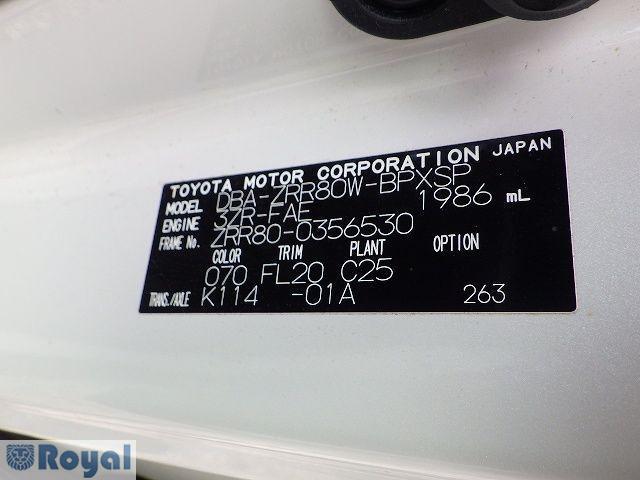 TOYOTA MOTOR CORPORATION JAPAN
MODEL DBA-ZRR80W-BPXSP
ENGINE 3ZR-FAE 1986 mL
FRAME No. ZRR80-0356530
COLOR TRIM PLANT OPTION
070 FL20 C25
TRANS./AXLE K114 -01A 263
Royal